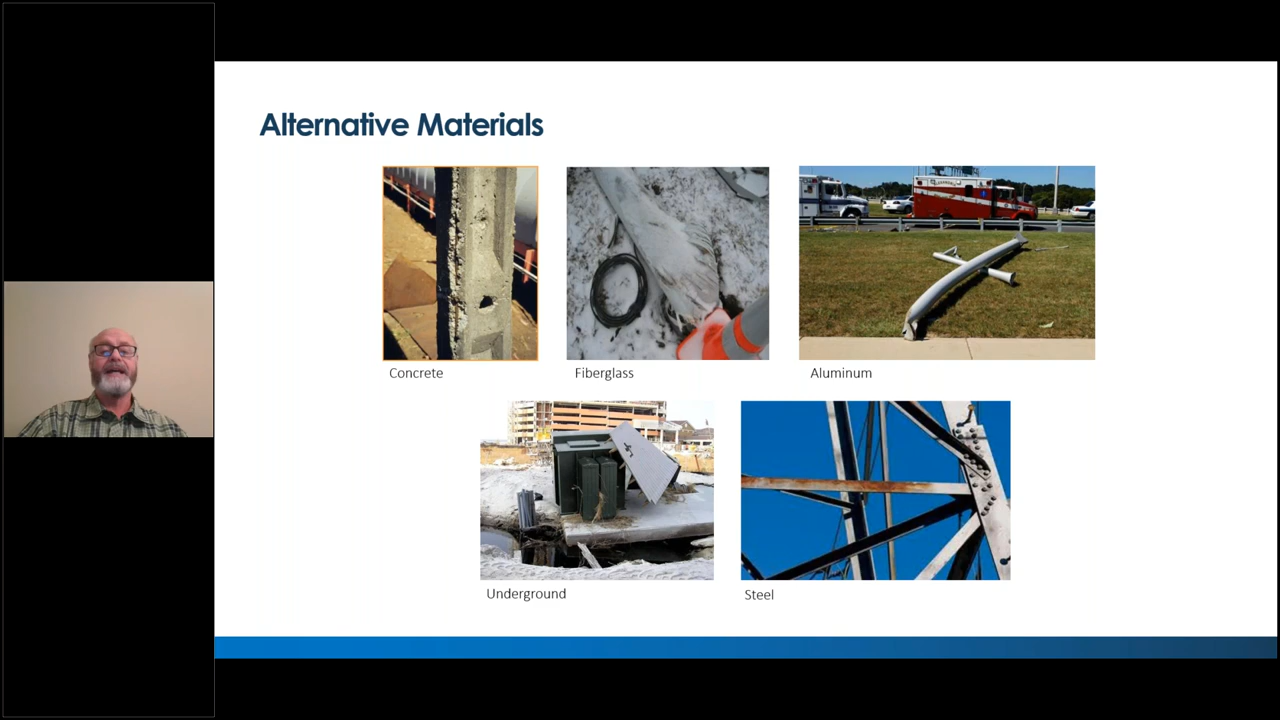 Alternative Materials
Concrete
Fiberglass
Aluminum
Underground
Steel